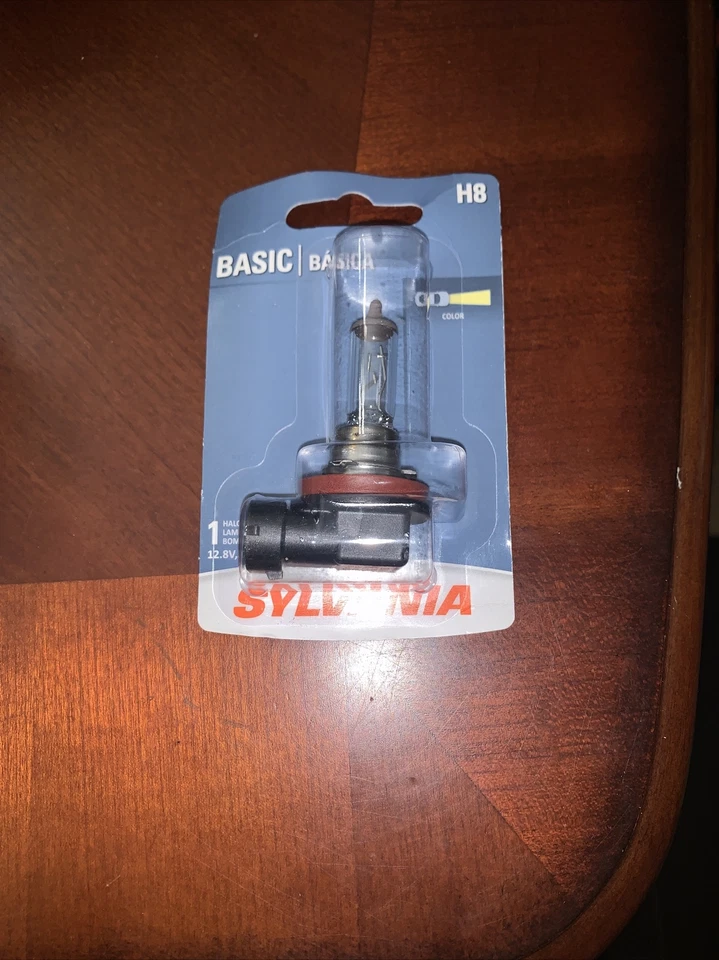 H8
BASIC | BÁSICA
COLOR
1
12.8V,
SYLVANIA